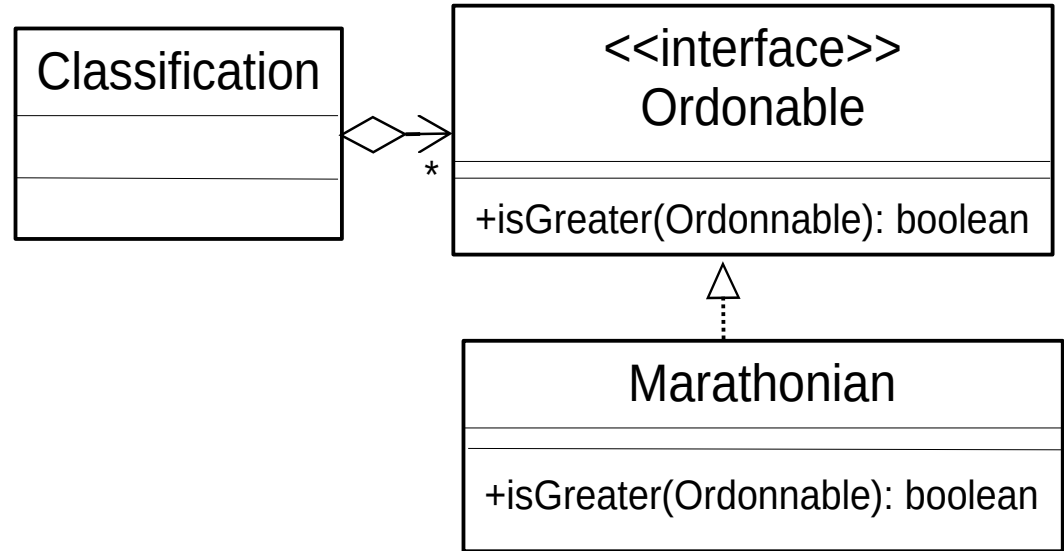 Classification
<<interface>>
Ordonable
*
+isGreater(Ordonnable): boolean
Marathonian
+isGreater(Ordonnable): boolean